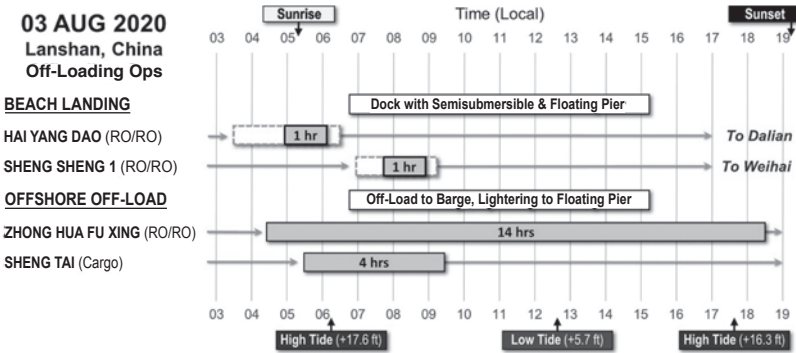 03 AUG 2020
Lanshan, China
Off-Loading Ops
Sunrise
Time (Local)
Sunset
03 04 05 06 07 08 09 10 11 12 13 14 15 16 17 18 19
BEACH LANDING
Dock with Semisubmersible & Floating Pier
HAI YANG DAO (RO/RO)
1 hr
To Dalian
SHENG SHENG 1 (RO/RO)
1 hr
To Weihai
OFFSHORE OFF-LOAD
Off-Load to Barge, Lightering to Floating Pier
ZHONG HUA FU XING (RO/RO)
14 hrs
SHENG TAI (Cargo)
4 hrs
03 04 05 06 07 08 09 10 11 12 13 14 15 16 17 18 19
High Tide (+17.6 ft)
Low Tide (+5.7 ft)
High Tide (+16.3 ft)